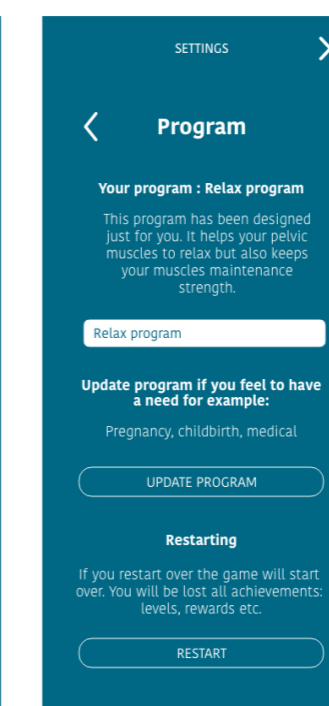 SETTINGS
Program
Your program : Relax program
This program has been designed
just for you. It helps your pelvic
muscles to relax but also keeps
your muscles maintenance
strength.
Relax program
Update program if you feel to have
a need for example:
Pregnancy, childbirth, medical
UPDATE PROGRAM
Restarting
If you restart over the game will start
over. You will be lost all achievements:
levels, rewards etc.
RESTART